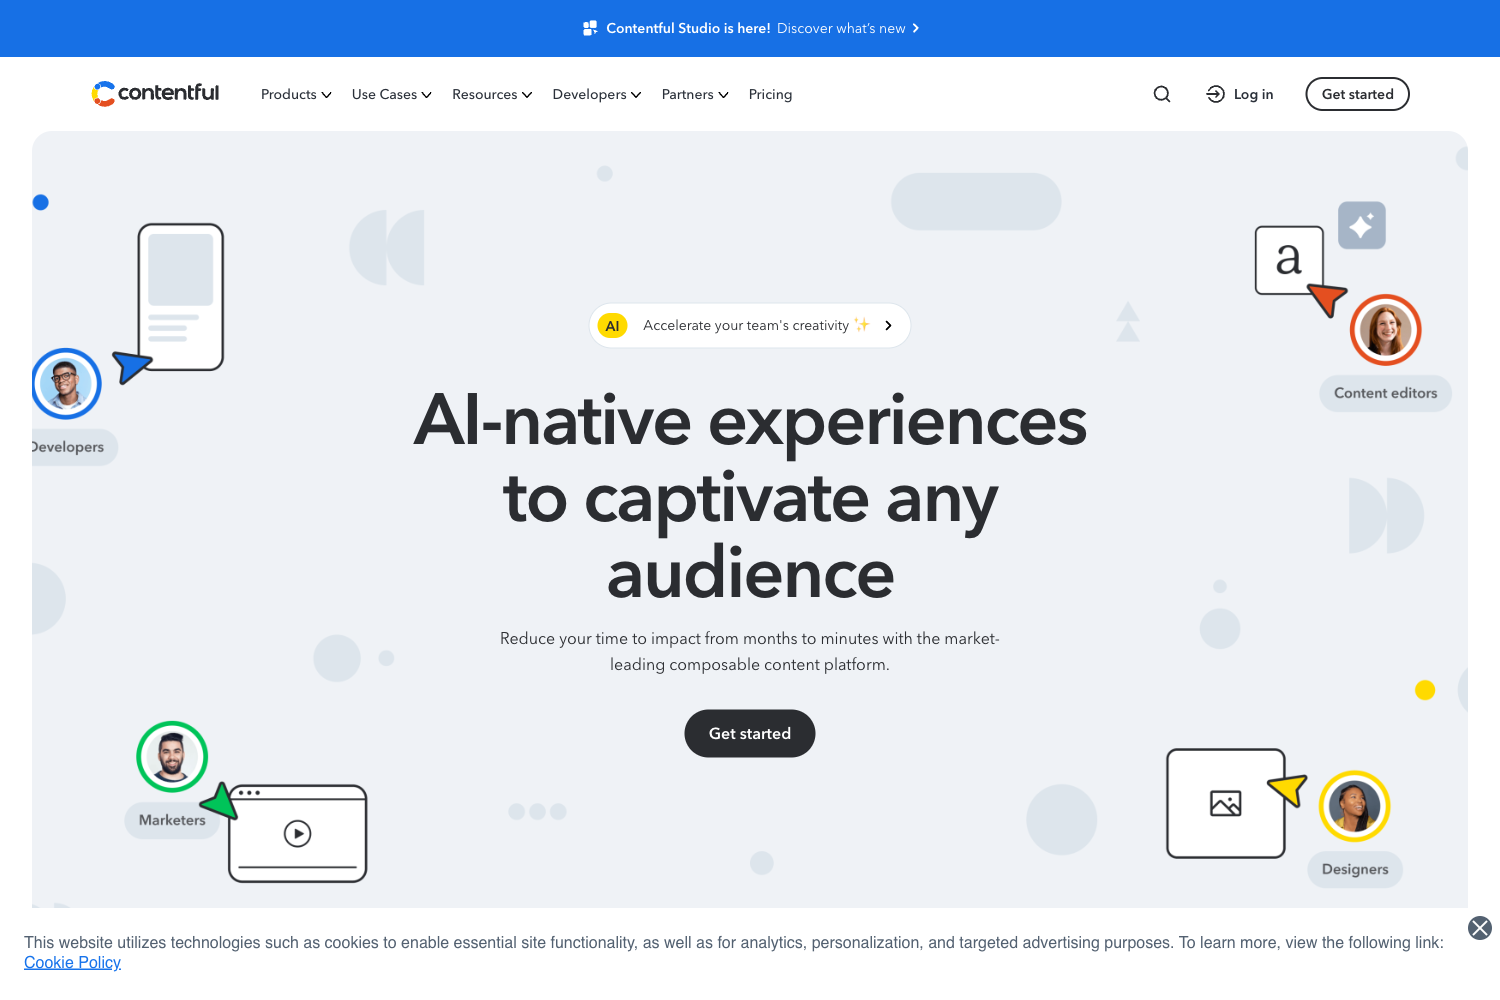 Contentful Studio is here! Discover what's new
contentful
Products
Use Cases
Resources
Developers
Partners
Pricing
Log in
Get started
a
AI Accelerate your team's creativity ✨
Content editors
Developers
AI-native experiences
to captivate any
audience
Reduce your time to impact from months to minutes with the market-
leading composable content platform.
Get started
Marketers
Designers
This website utilizes technologies such as cookies to enable essential site functionality, as well as for analytics, personalization, and targeted advertising purposes. To learn more, view the following link:
Cookie Policy